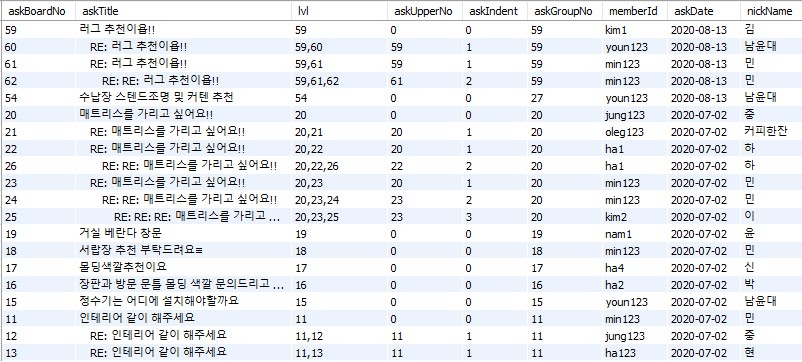 askBoardNo askTitle lvl askUpperNo askIndent askGroupNo memberId askDate nickName
59 러그 추천이욥!! 59 0 0 59 kim1 2020-08-13 김
60 RE: 러그 추천이욥!! 59,60 59 1 59 youn123 2020-08-13 남윤대
61 RE: 러그 추천이욥!! 59,61 59 1 59 min123 2020-08-13 민
62 RE: RE: 러그 추천이욥!! 59,61,62 61 2 59 min123 2020-08-13 민
54 수납장 스텐드조명 및 커텐 추천 54 0 0 27 youn123 2020-08-13 남윤대
20 매트리스를 가리고 싶어요!! 20 0 0 20 jung123 2020-07-02 중
21 RE: 매트리스를 가리고 싶어요!! 20,21 20 1 20 oleg123 2020-07-02 커피한잔
22 RE: 매트리스를 가리고 싶어요!! 20,22 20 1 20 ha1 2020-07-02 하
26 RE: RE: 매트리스를 가리고 싶어요!! 20,22,26 22 2 20 ha1 2020-07-02 하
23 RE: 매트리스를 가리고 싶어요!! 20,23 20 1 20 min123 2020-07-02 민
24 RE: RE: 매트리스를 가리고 싶어요!! 20,23,24 23 2 20 min123 2020-07-02 민
25 RE: RE: RE: 매트리스를 가리고 ... 20,23,25 23 3 20 kim2 2020-07-02 이
19 거실 베란다 창문 19 0 0 19 nam1 2020-07-02 윤
18 서랍장 추천 부탁드려요≡ 18 0 0 18 min123 2020-07-02 민
17 몰딩색깔추천이요 17 0 0 17 ha4 2020-07-02 신
16 장판과 방문 문틀 몰딩 색깔 문의드리고 ... 16 0 0 16 ha2 2020-07-02 박
15 정수기는 어디에 설치해야할까요 15 0 0 15 youn123 2020-07-02 남윤대
11 인테리어 같이 해주세요 11 0 0 11 min123 2020-07-02 민
12 RE: 인테리어 같이 해주세요 11,12 11 1 11 jung123 2020-07-02 중
13 RE: 인테리어 같이 해주세요 11,13 11 1 11 ha123 2020-07-02 현